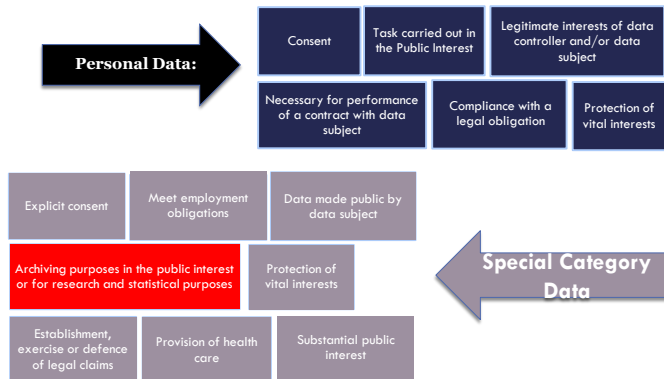 Personal Data:
Consent
Task carried out in
the Public Interest
Legitimate interests of data
controller and/or data
subject
Necessary for performance
of a contract with data
subject
Compliance with a
legal obligation
Protection of
vital interests
Explicit consent
Meet employment
obligations
Data made public by
data subject
Archiving purposes in the public interest
or for research and statistical purposes
Protection of
vital interests
Special Category
Data
Establishment,
exercise or defence
of legal claims
Provision of health
care
Substantial public
interest